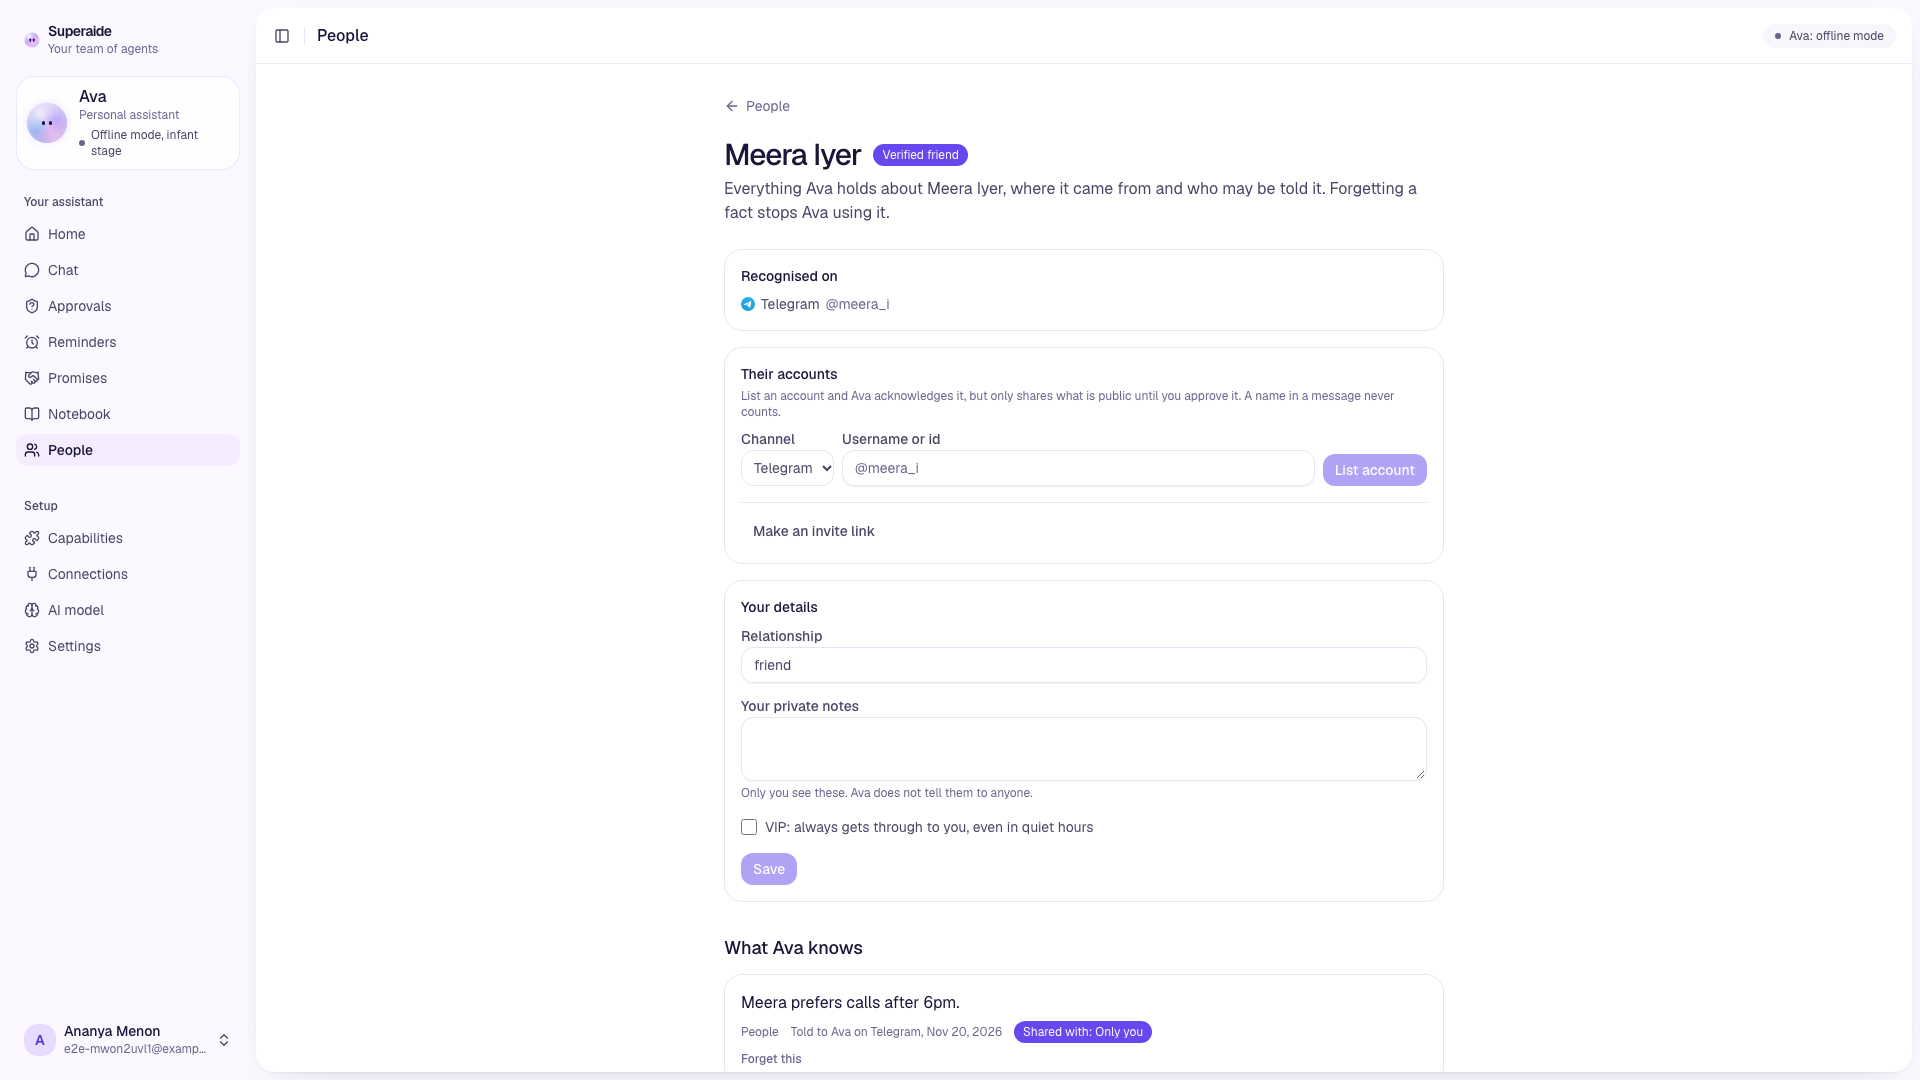 Superaide
Your team of agents
Ava
Personal assistant
Offline mode, infant
stage
Your assistant
Home
Chat
Approvals
Reminders
Promises
Notebook
People
Setup
Capabilities
Connections
AI model
Settings
A
Ananya Menon
e2e-mwon2uvl1@examp...
People
Ava: offline mode
People
Meera Iyer
Verified friend
Everything Ava holds about Meera Iyer, where it came from and who may be told it. Forgetting a
fact stops Ava using it.
Recognised on
Telegram @meera_i
Their accounts
List an account and Ava acknowledges it, but only shares what is public until you approve it. A name in a message never
counts.
Channel
Username or id
Telegram
@meera_i
List account
Make an invite link
Your details
Relationship
friend
Your private notes
Only you see these. Ava does not tell them to anyone.
VIP: always gets through to you, even in quiet hours
Save
What Ava knows
Meera prefers calls after 6pm.
People Told to Ava on Telegram, Nov 20, 2026 Shared with: Only you
Forget this